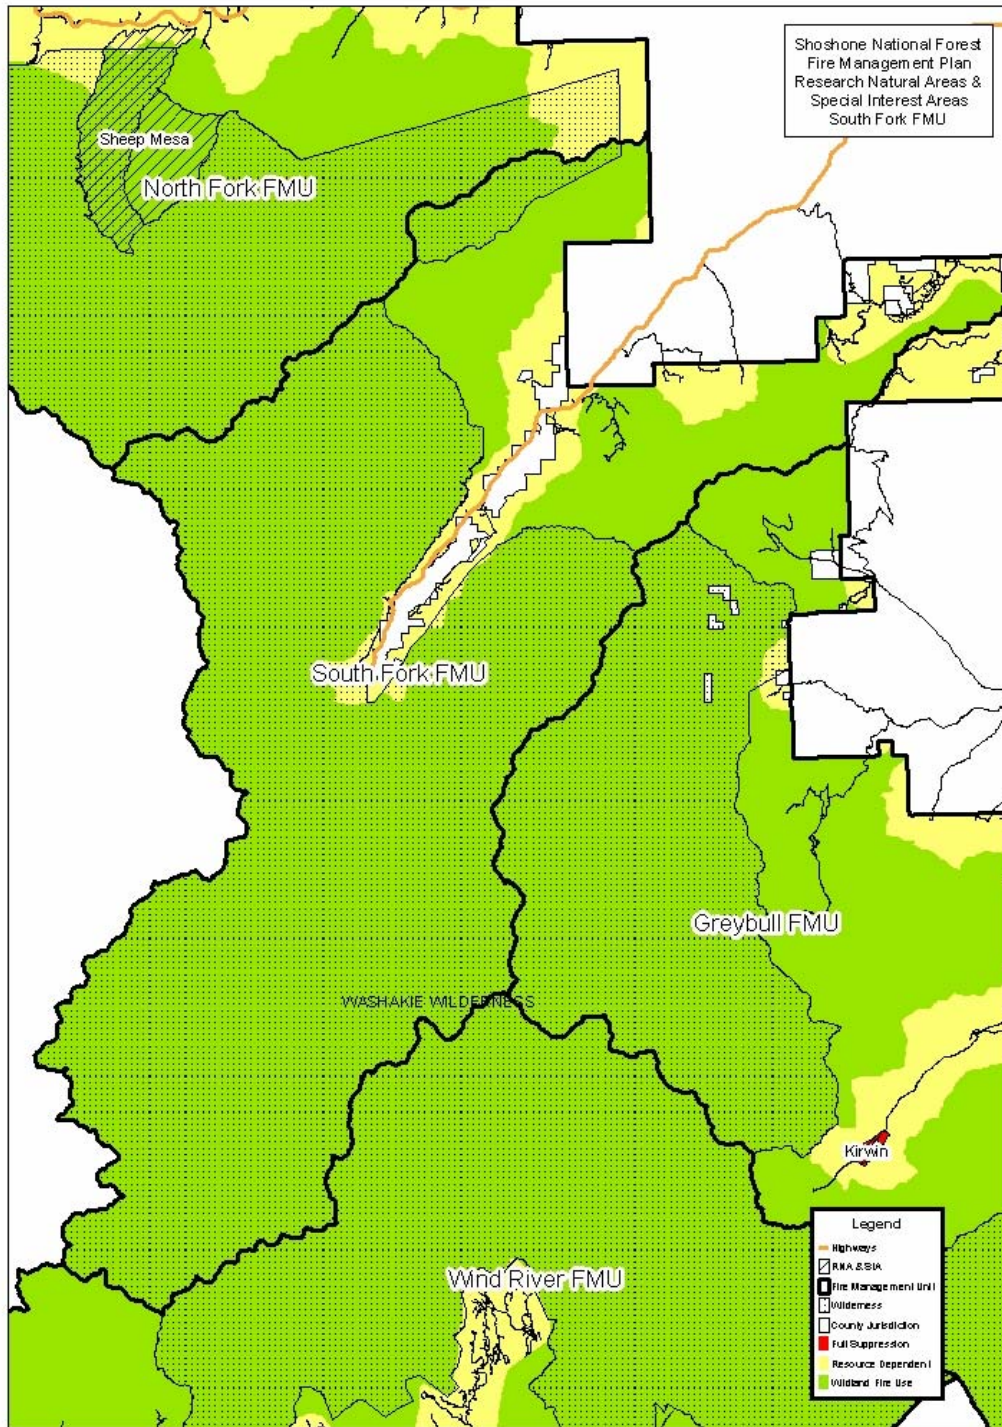 Shoshone National Forest
Fire Management Plan
Research Natural Areas &
Special Interest Areas
South Fork FMU
Sheep Mesa
North Fork FMU
South Fork FMU
Greybull FMU
WASHAKIE WILDERNESS
Kirwin
Wind River FMU
Legend
Highways
RNA & SIA
Fire Management Unit
Wilderness
County Jurisdiction
Full Suppression
Resource Dependent
Wildland Fire Use